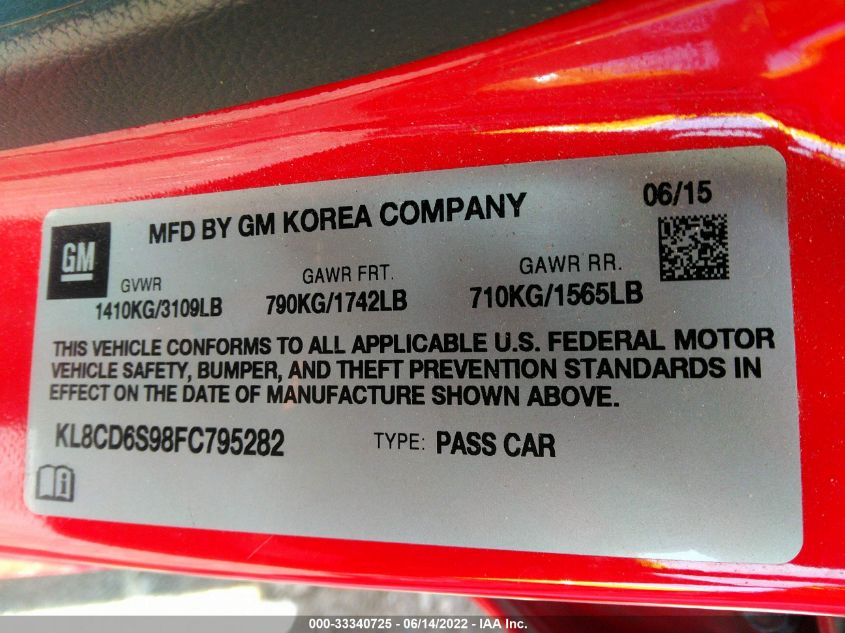 MFD BY GM KOREA COMPANY
06/15
GM
GVWR GAWR FRT. GAWR RR.
1410KG/3109LB 790KG/1742LB 710KG/1565LB
THIS VEHICLE CONFORMS TO ALL APPLICABLE U.S. FEDERAL MOTOR
VEHICLE SAFETY, BUMPER, AND THEFT PREVENTION STANDARDS IN
EFFECT ON THE DATE OF MANUFACTURE SHOWN ABOVE.
KL8CD6S98FC795282 TYPE: PASS CAR
000-33340725 - 06/14/2022 - IAA Inc.